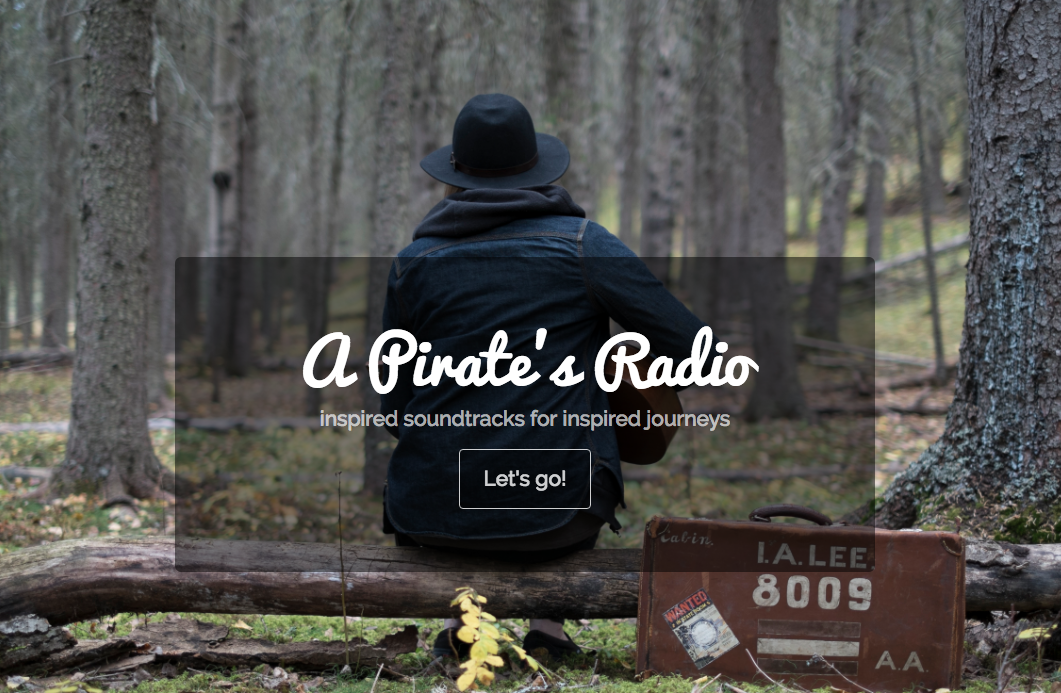 A Pirate's Radio
inspired soundtracks for inspired journeys
Let's go!
Cabin.
I.A.LEE
8009
WANTED
A.A.